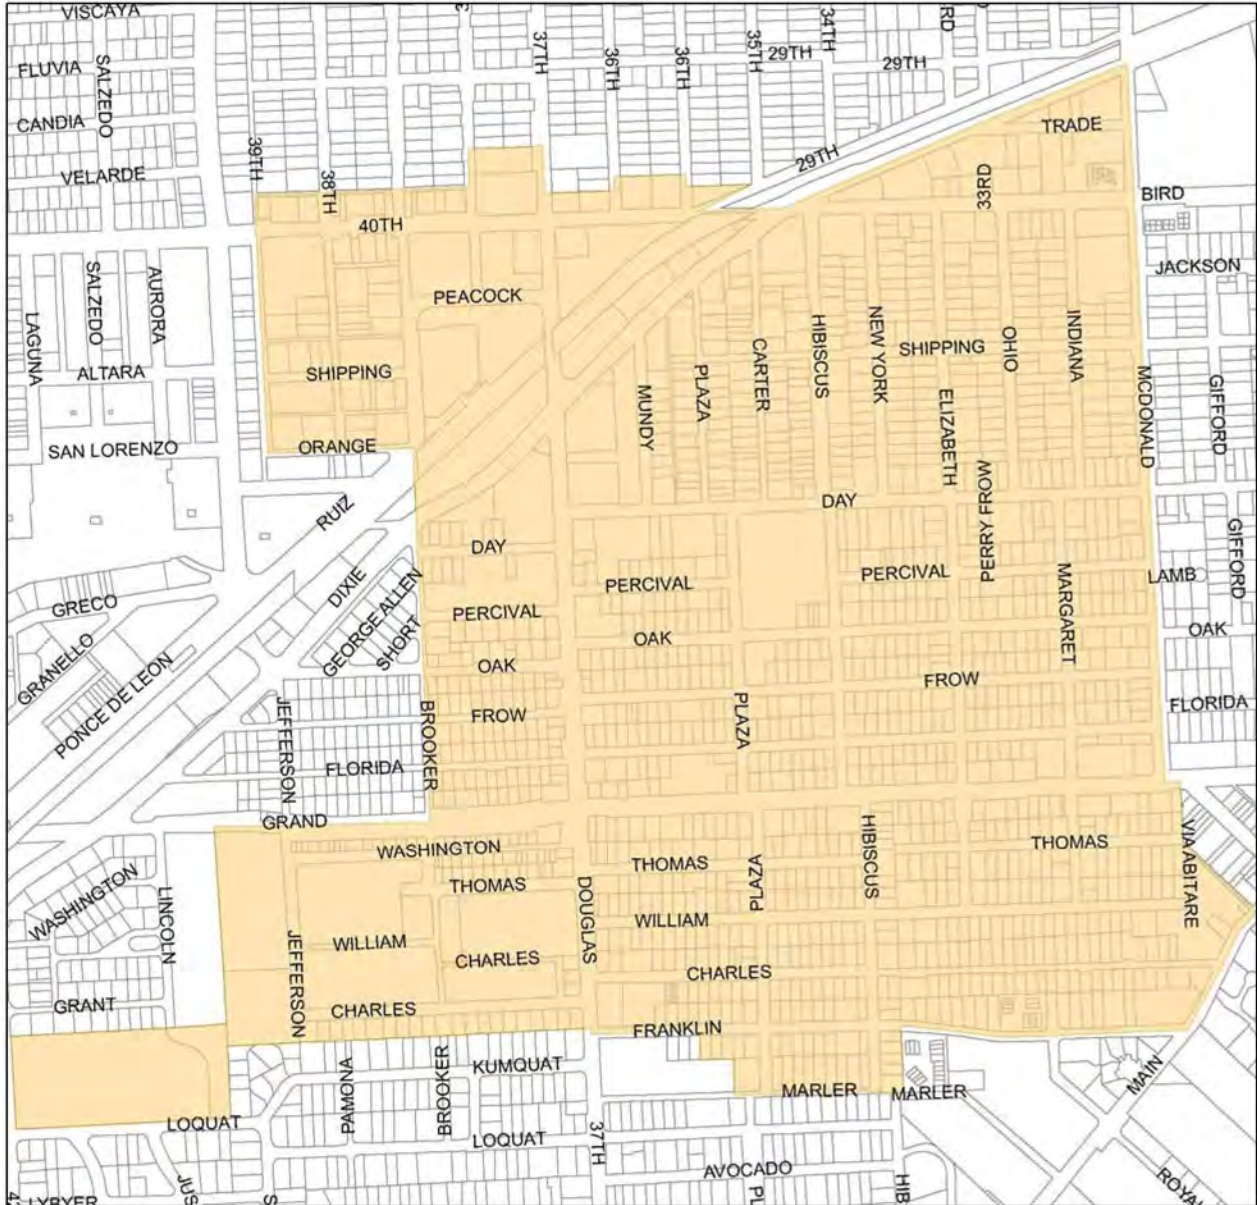 VISCAYA
37TH
36TH
36TH
35TH
34TH
29TH
29TH
FLUVIA
SALZEDO
CANDIA
VELARDE
39TH
38TH
40TH
29TH
TRADE
33RD
BIRD
JACKSON
SALZEDO
AURORA
LAGUNA
ALTARA
PEACOCK
SHIPPING
ORANGE
SAN LORENZO
MUNDY
PLAZA
CARTER
HIBISCUS
NEW YORK
SHIPPING
ELIZABETH
OHIO
INDIANA
MCDONALD
GIFFORD
RUIZ
DAY
PERRY FROW
GIFFORD
DAY
DIXIE
GEORGE ALLEN
SHORT
PERCIVAL
PERCIVAL
PERCIVAL
MARGARET
LAMB
GRECO
GRANELLO
PONCE DE LEON
OAK
OAK
OAK
FROW
FROW
FLORIDA
JEFFERSON
BROOKER
PLAZA
FLORIDA
GRAND
WASHINGTON
THOMAS
THOMAS
PLAZA
HIBISCUS
THOMAS
VIA ABITARE
WASHINGTON
LINCOLN
DOUGLAS
WILLIAM
WILLIAM
JEFFERSON
CHARLES
CHARLES
GRANT
CHARLES
FRANKLIN
PAMONA
BROOKER
KUMQUAT
MARLER
MARLER
MAIN
LOQUAT
LOQUAT
37TH
AVOCADO